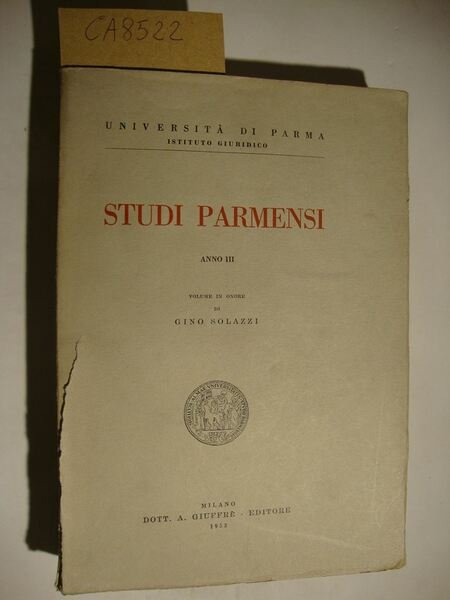 CA8522
UNIVERSITÀ DI PARMA
ISTITUTO GIURIDICO
STUDI PARMENSI
ANNO III
VOLUME IN ONORE
DI
GINO SOLAZZI
MILANO
DOTT. A. GIUFFRÈ - EDITORE
1953